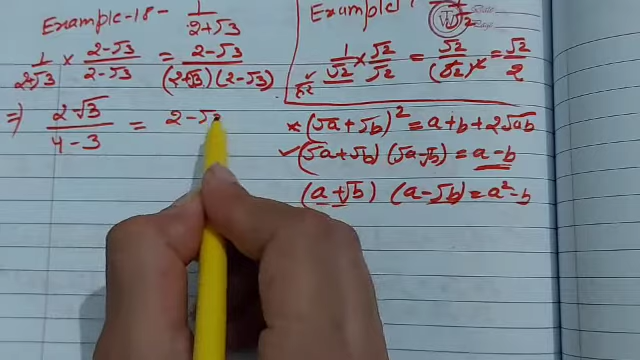 Example-18- 1/(2+√3)
1/(2√3) × (2-√3)/(2-√3) = (2-√3)/((2+√3)(2-√3))
⇒ (2-√3)/(4-3) = 2-√3
Example
1/√2 × √2/√2 = √2/(√2)² = √2/2
* (√a+√b)² = a+b+2√ab
✓ (√a+√b) (√a-√b) = a-b
(a+√b) (a-√b) = a²-b